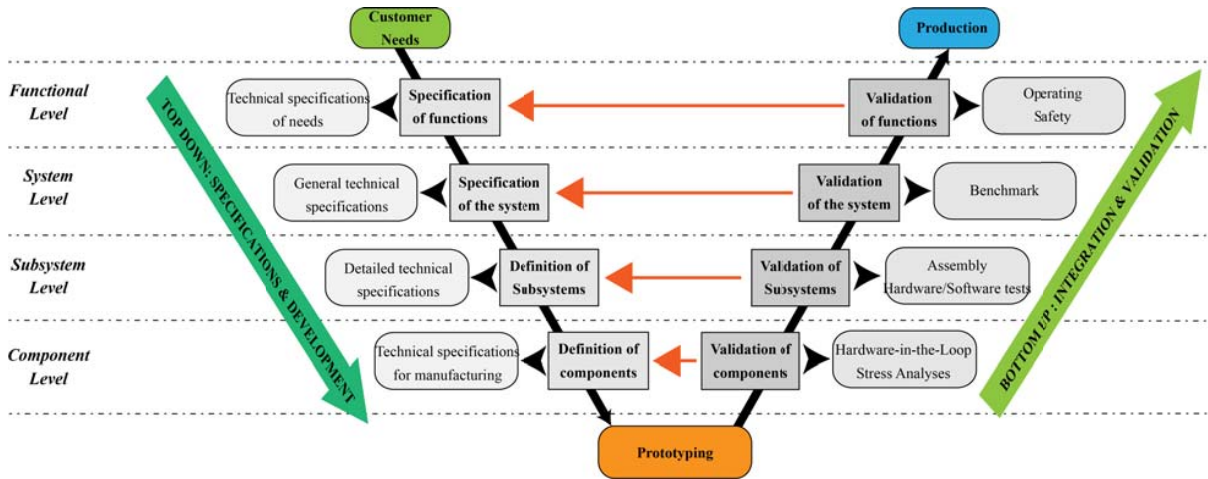 Customer
Needs
Production
Functional
Level
Technical specifications
of needs
Specification
of functions
Validation
of functions
Operating
Safety
System
Level
General technical
specifications
Specification
of the system
Validation
of the system
Benchmark
Subsystem
Level
Detailed technical
specifications
Definition of
Subsystems
Validation of
Subsystems
Assembly
Hardware/Software tests
Component
Level
Technical specifications
for manufacturing
Definition of
components
Validation of
components
Hardware-in-the-Loop
Stress Analyses
Prototyping
TOP DOWN: SPECIFICATIONS & DEVELOPMENT
BOTTOM UP : INTEGRATION & VALIDATION